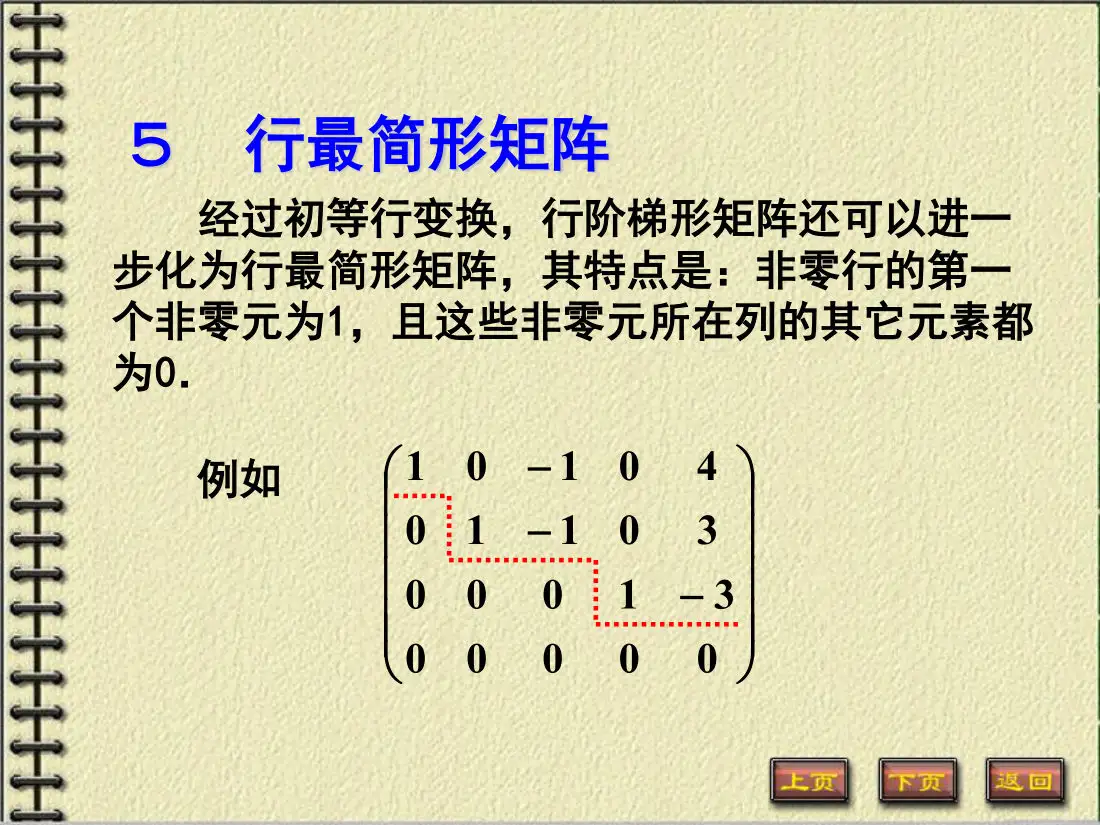 5 行最简形矩阵
经过初等行变换，行阶梯形矩阵还可以进一
步化为行最简形矩阵，其特点是：非零行的第一
个非零元为1，且这些非零元所在列的其它元素都
为0．
例如
1 0 −1 0 4
0 1 −1 0 3
0 0 0 1 −3
0 0 0 0 0
上页 下页 返回